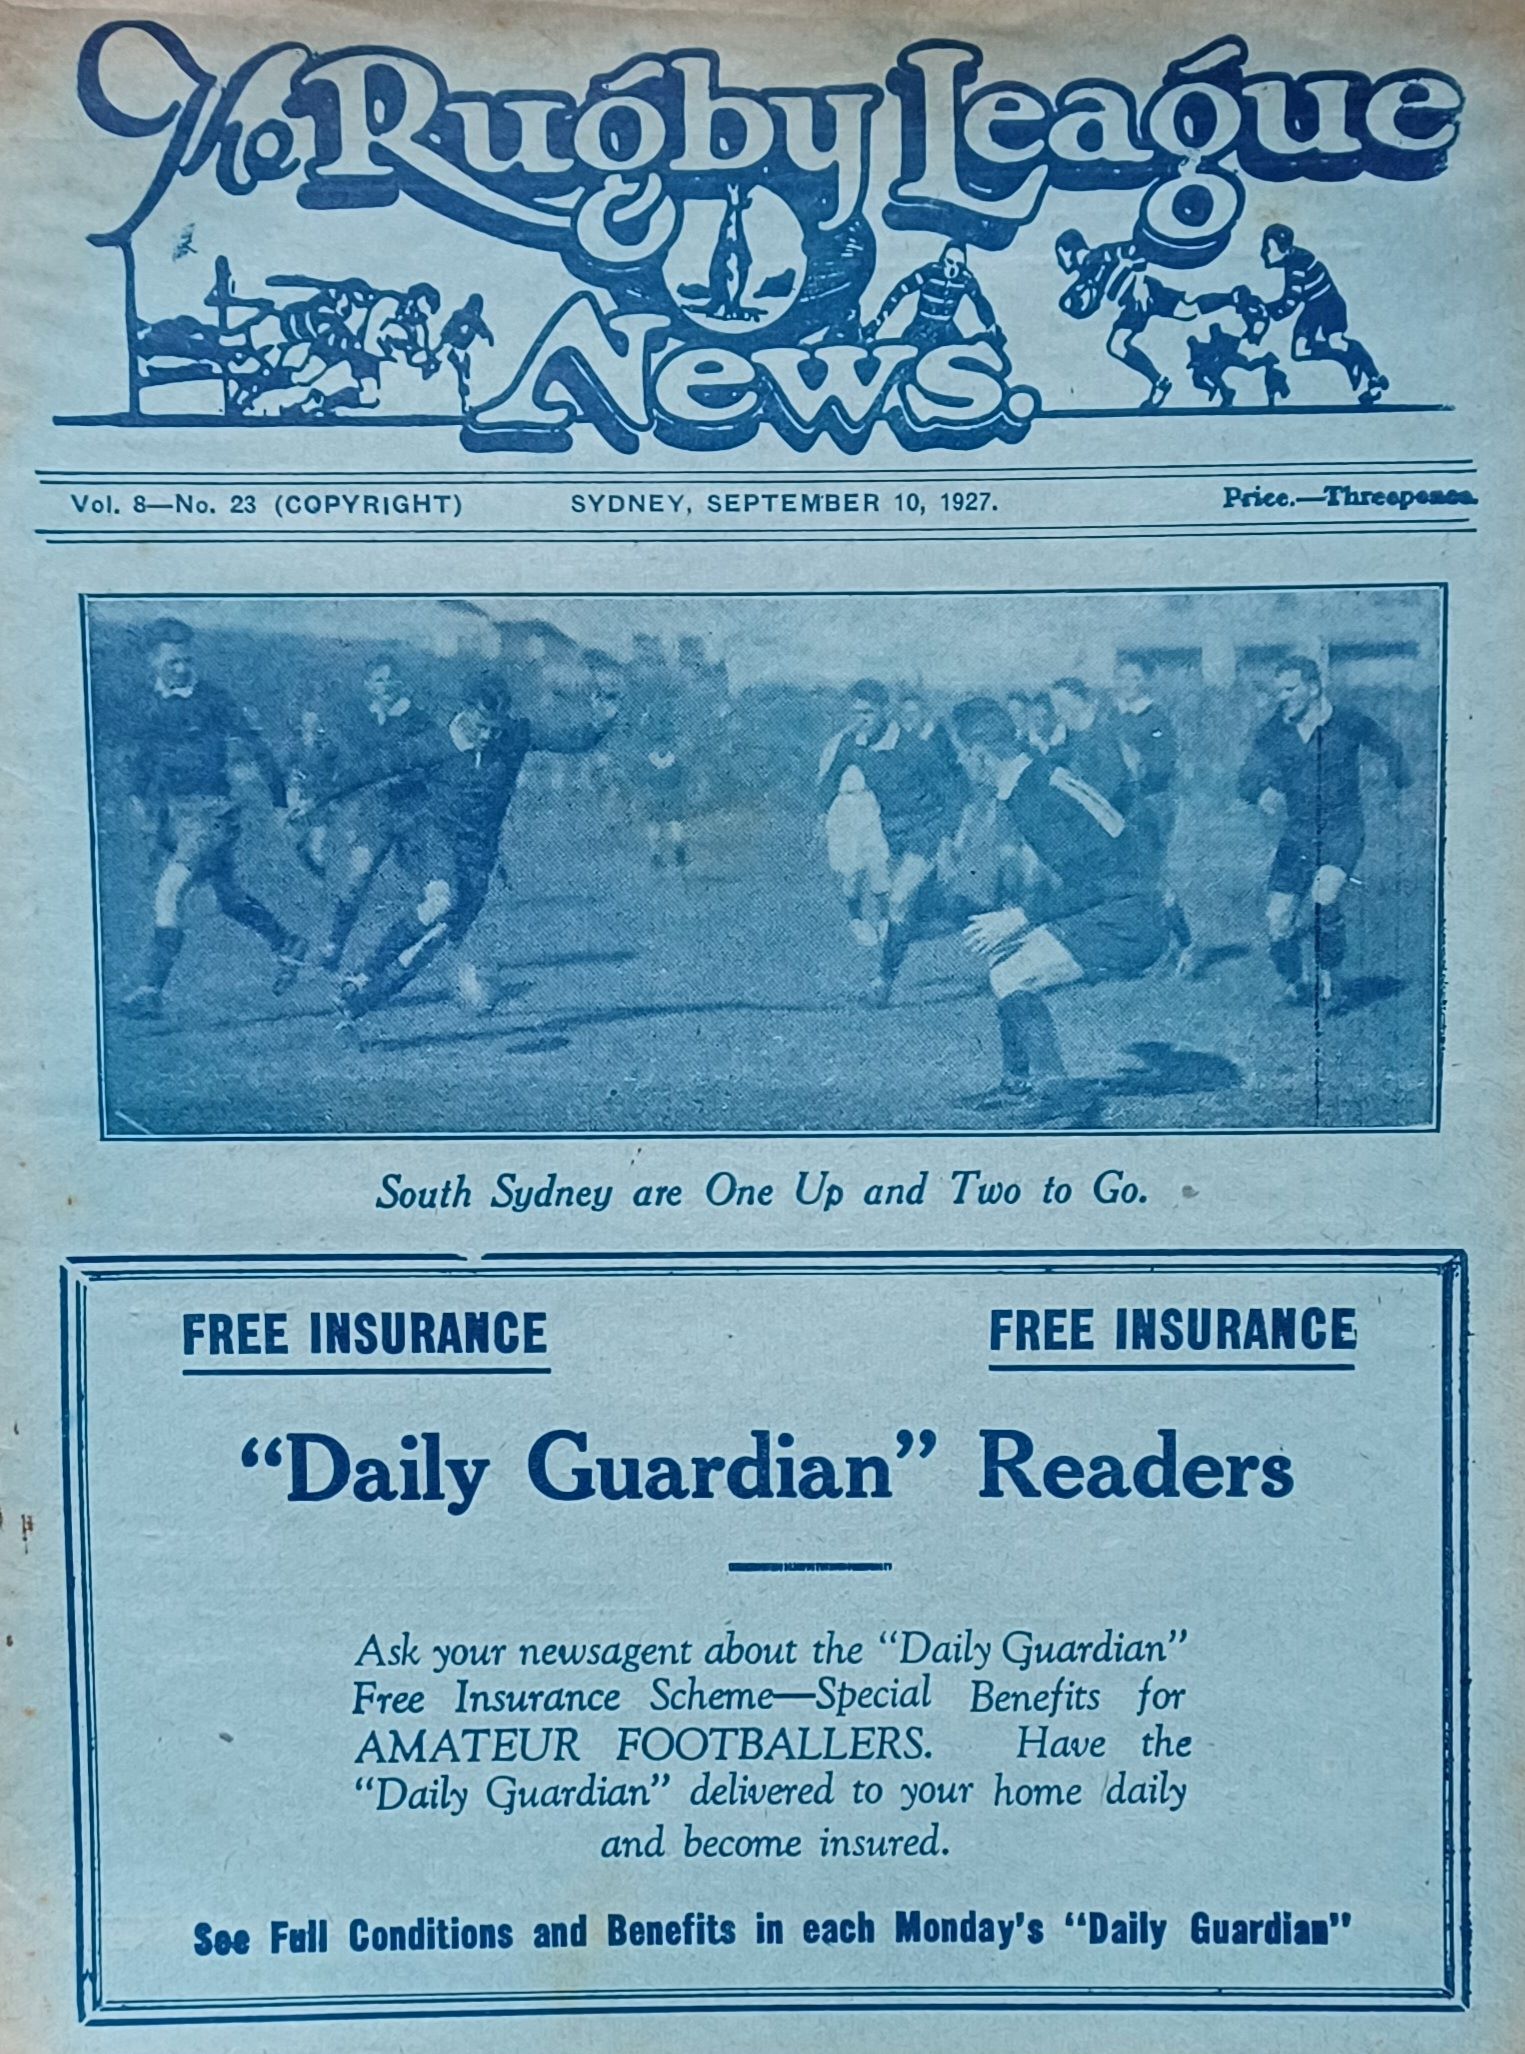 The Rugby League
News.
Vol. 8—No. 23 (COPYRIGHT) SYDNEY, SEPTEMBER 10, 1927. Price.—Threepence.
South Sydney are One Up and Two to Go.
FREE INSURANCE FREE INSURANCE
“Daily Guardian” Readers
Ask your newsagent about the “Daily Guardian”
Free Insurance Scheme—Special Benefits for
AMATEUR FOOTBALLERS. Have the
“Daily Guardian” delivered to your home daily
and become insured.
See Full Conditions and Benefits in each Monday's “Daily Guardian”